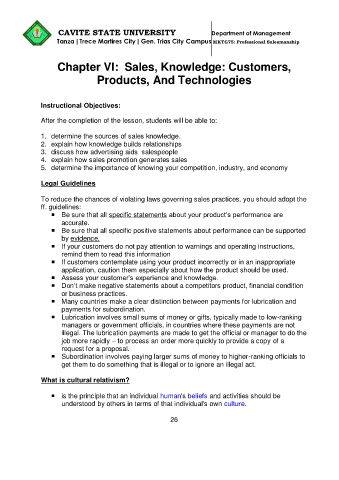 CAVITE STATE UNIVERSITY
Department of Management
Tanza | Trece Martires City | Gen. Trias City Campus
MKTG75: Professional Salesmanship
Chapter VI: Sales, Knowledge: Customers,
Products, And Technologies
Instructional Objectives:
After the completion of the lesson, students will be able to:
1. determine the sources of sales knowledge.
2. explain how knowledge builds relationships
3. discuss how advertising aids salespeople
4. explain how sales promotion generates sales
5. determine the importance of knowing your competition, industry, and economy
Legal Guidelines
To reduce the chances of violating laws governing sales practices, you should adopt the
ff. guidelines:
▪ Be sure that all specific statements about your product's performance are
accurate.
▪ Be sure that all specific positive statements about performance can be supported
by evidence.
▪ If your customers do not pay attention to warnings and operating instructions,
remind them to read this information
▪ If customers contemplate using your product incorrectly or in an inappropriate
application, caution them especially about how the product should be used.
▪ Assess your customer's experience and knowledge.
▪ Don't make negative statements about a competitors product, financial condition
or business practices.
▪ Many countries make a clear distinction between payments for lubrication and
payments for subordination.
▪ Lubrication involves small sums of money or gifts, typically made to low-ranking
managers or government officials, in countries where these payments are not
illegal. The lubrication payments are made to get the official or manager to do the
job more rapidly – to process an order more quickly to provide a copy of a
request for a proposal.
▪ Subordination involves paying larger sums of money to higher-ranking officials to
get them to do something that is illegal or to ignore an illegal act.
What is cultural relativism?
▪ is the principle that an individual human's beliefs and activities should be
understood by others in terms of that individual's own culture.
26